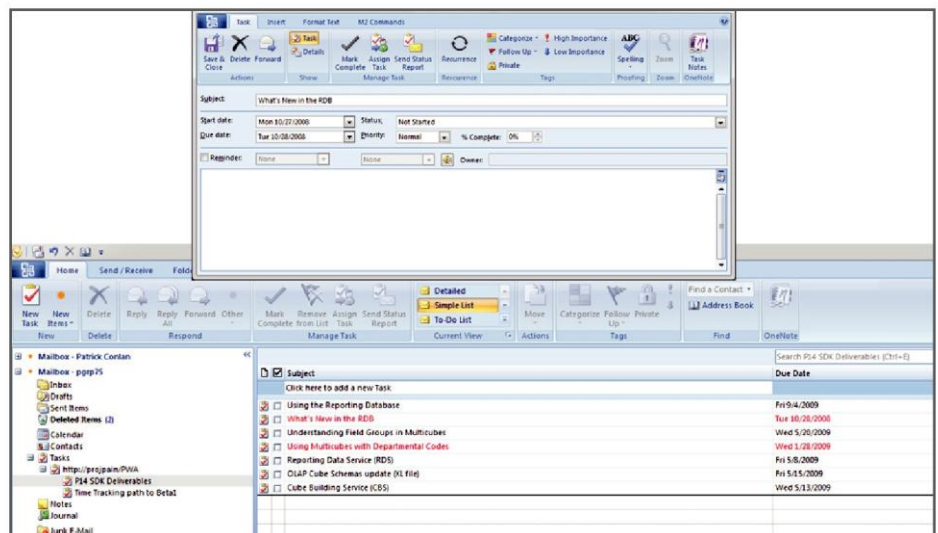 Task Insert Format Text M2 Commands
Save & Close Delete Forward Task Details Mark Complete Assign Task Send Status Report Recurrence Categorize Follow Up Private High Importance Low Importance ABC Spelling Zoom Task Notes
Actions Show Manage Task Recurrence Tags Proofing Zoom OneNote
Subject: What's New in the RDB
Start date: Mon 10/27/2008 Status: Not Started
Due date: Tue 10/28/2008 Priority: Normal % Complete: 0%
Reminder: None None Owner:
Home Send / Receive Fold
New Task New Items Delete Reply Reply All Forward Other Mark Complete Remove from List Assign Task Send Status Report Detailed Simple List To-Do List Move Categorize Follow Up Private Find a Contact Address Book OneNote
New Delete Respond Manage Task Current View Actions Tags Find OneNote
Mailbox - Patrick Conlan
Mailbox - pgrp75
Inbox
Drafts
Sent Items
Deleted Items (2)
Calendar
Contacts
Tasks
http://projpain/PWA
P14 SDK Deliverables
Time Tracking path to Beta1
Notes
Journal
Junk E-Mail
Search P14 SDK Deliverables (Ctrl+E)
Subject Due Date
Click here to add a new Task
Using the Reporting Database Fri 9/4/2009
What's New in the RDB Tue 10/28/2008
Understanding Field Groups in Multicubes Wed 5/20/2009
Using Multicubes with Departmental Codes Wed 1/28/2009
Reporting Data Service (RDS) Fri 5/8/2009
OLAP Cube Schemas update (XL file) Fri 5/15/2009
Cube Building Service (CBS) Wed 5/13/2009